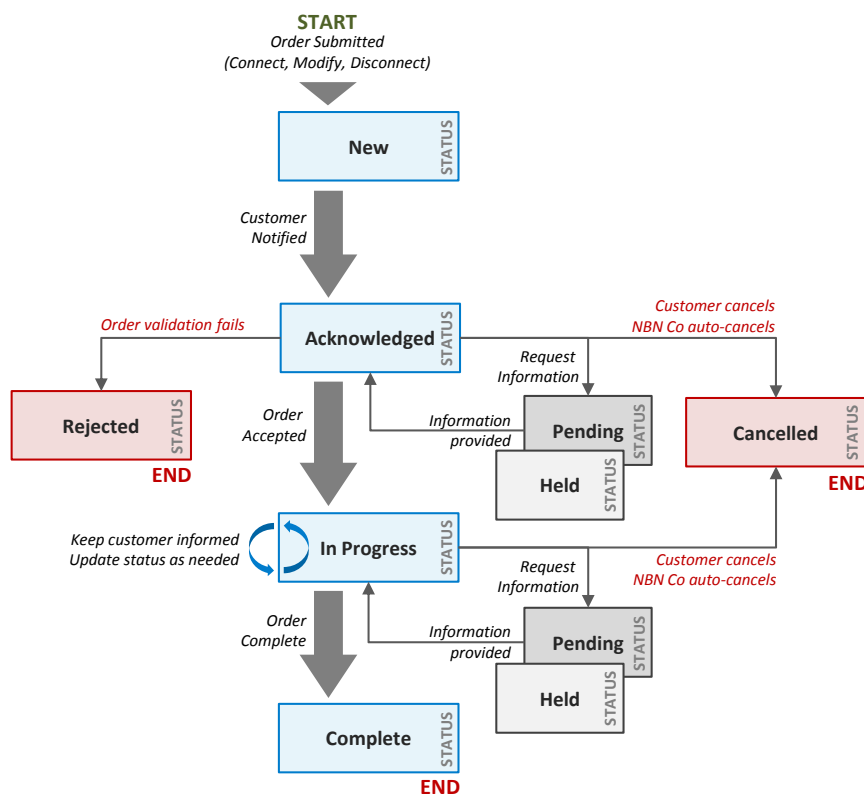 START
Order Submitted
(Connect, Modify, Disconnect)
New
STATUS
Customer
Notified
Acknowledged
STATUS
Order validation fails
Customer cancels
NBN Co auto-cancels
Request
Information
Rejected
STATUS
END
Order
Accepted
Information
provided
Pending
STATUS
Held
STATUS
Cancelled
STATUS
END
Keep customer informed
Update status as needed
In Progress
STATUS
Request
Information
Customer cancels
NBN Co auto-cancels
Order
Complete
Information
provided
Pending
STATUS
Held
STATUS
Complete
STATUS
END